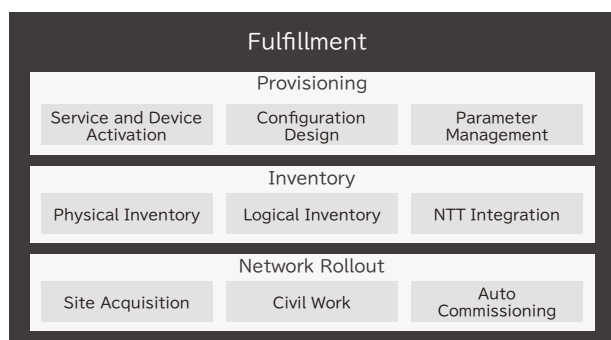 Fulfillment
Provisioning
Service and Device
Activation
Configuration
Design
Parameter
Management
Inventory
Physical Inventory
Logical Inventory
NTT Integration
Network Rollout
Site Acquisition
Civil Work
Auto
Commissioning